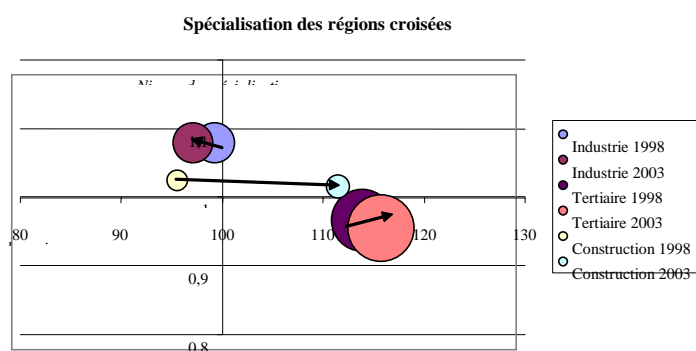 Spécialisation des régions croisées
80
90
100
110
120
130
0,9
0,8
Industrie 1998
Industrie 2003
Tertiaire 1998
Tertiaire 2003
Construction 1998
Construction 2003